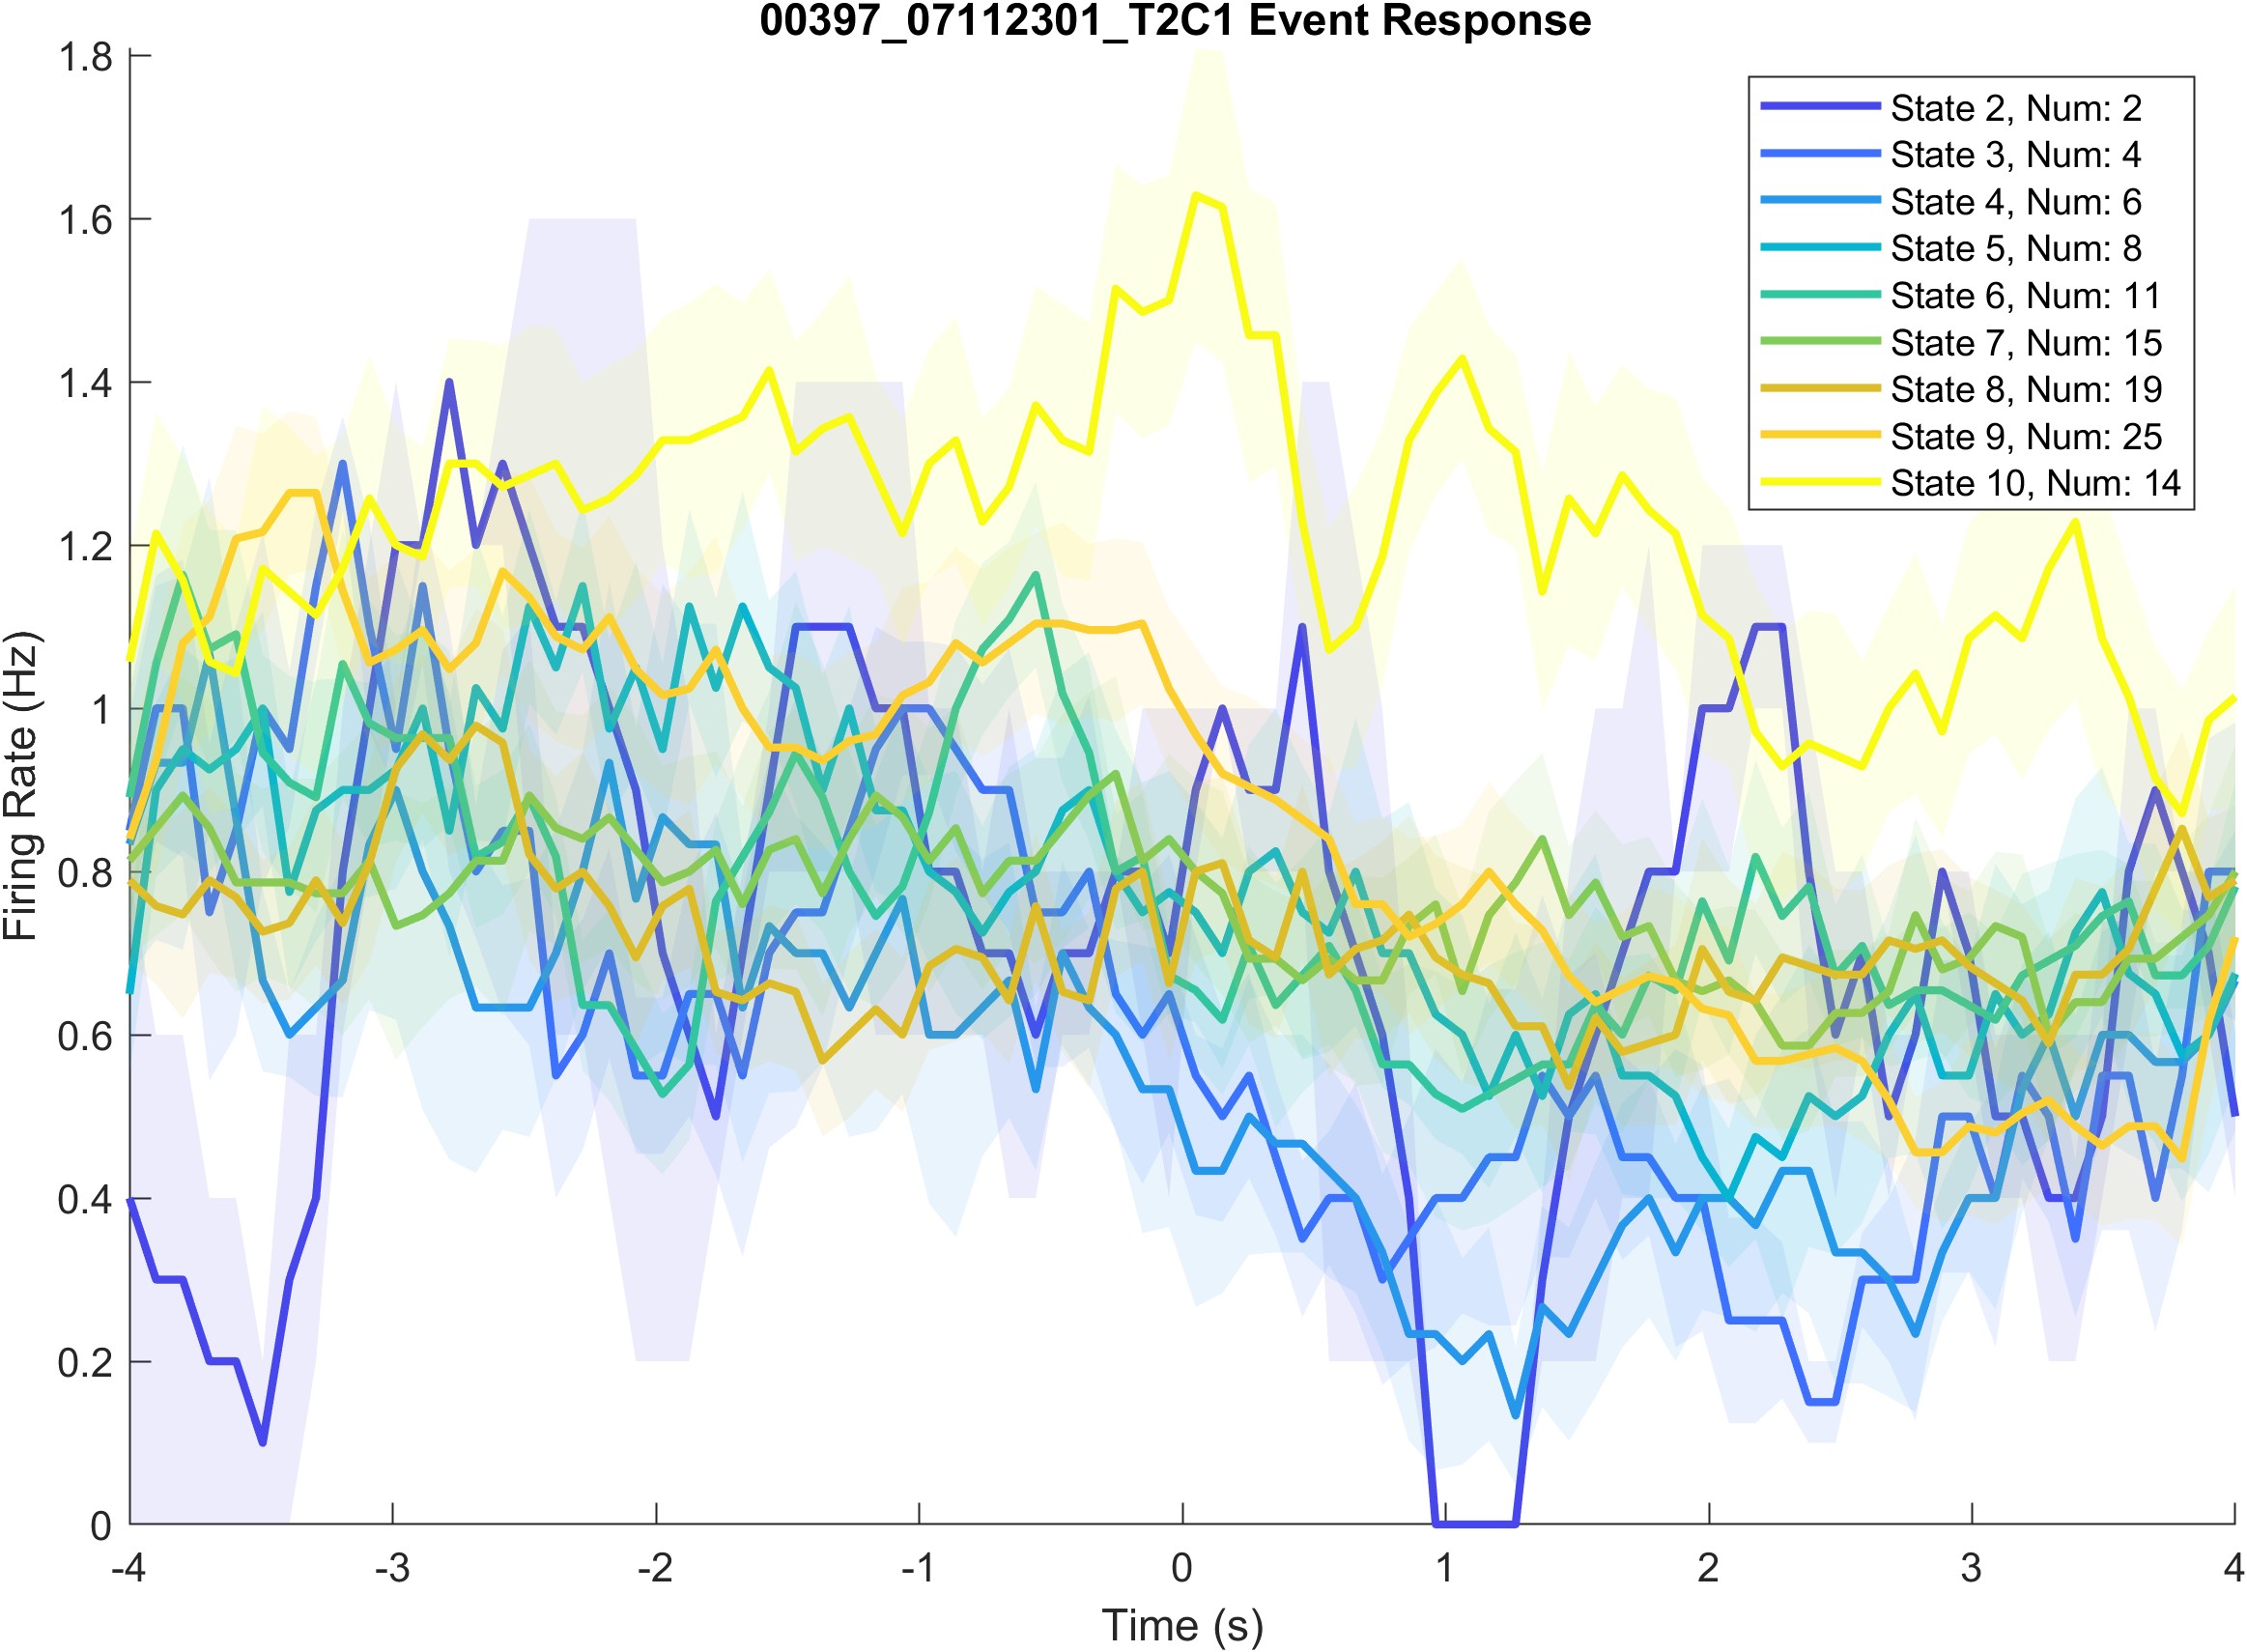 00397_07112301_T2C1 Event Response
1.8
1.6
1.4
1.2
1
0.8
0.6
0.4
0.2
0
Firing Rate (Hz)
State 2, Num: 2
State 3, Num: 4
State 4, Num: 6
State 5, Num: 8
State 6, Num: 11
State 7, Num: 15
State 8, Num: 19
State 9, Num: 25
State 10, Num: 14
-4 -3 -2 -1 0 1 2 3 4
Time (s)